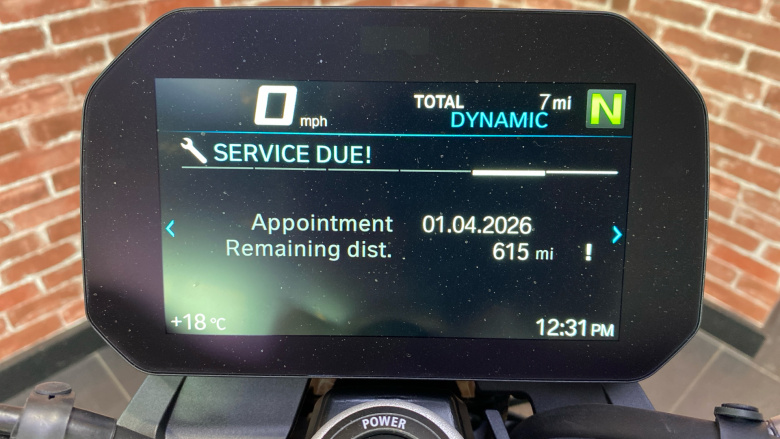 0 mph
TOTAL 7 mi
DYNAMIC
N
SERVICE DUE!
Appointment 01.04.2026
Remaining dist. 615 mi !
+18 °C
12:31 PM
POWER